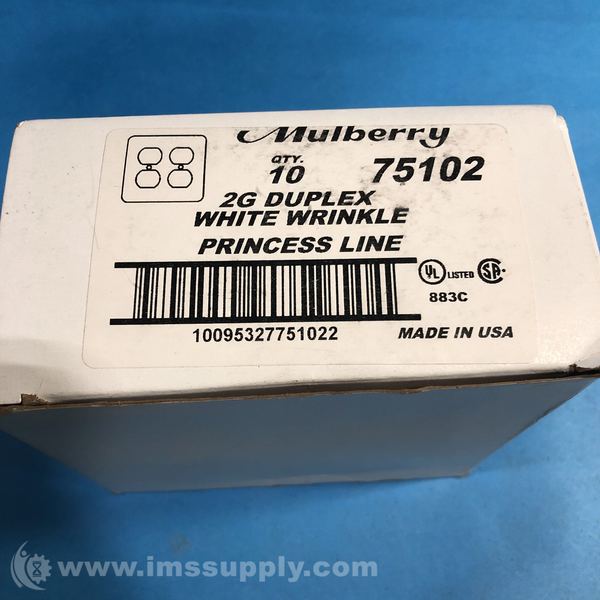 Mulberry
QTY.
10
75102
2G DUPLEX
WHITE WRINKLE
PRINCESS LINE
UL LISTED SA
883C
10095327751022
MADE IN USA
www.imssupply.com